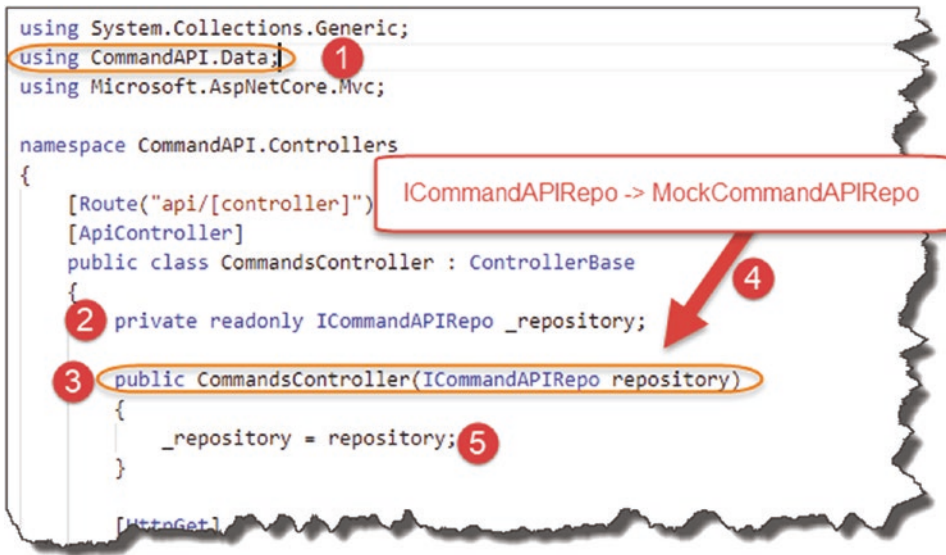 using System.Collections.Generic;
using CommandAPI.Data;
1
using Microsoft.AspNetCore.Mvc;
namespace CommandAPI.Controllers
{
ICommandAPIRepo -> MockCommandAPIRepo
[Route("api/[controller]")
[ApiController]
public class CommandsController : ControllerBase
4
{
2 private readonly ICommandAPIRepo _repository;
3 public CommandsController(ICommandAPIRepo repository)
{
_repository = repository; 5
}
[HttpGet]